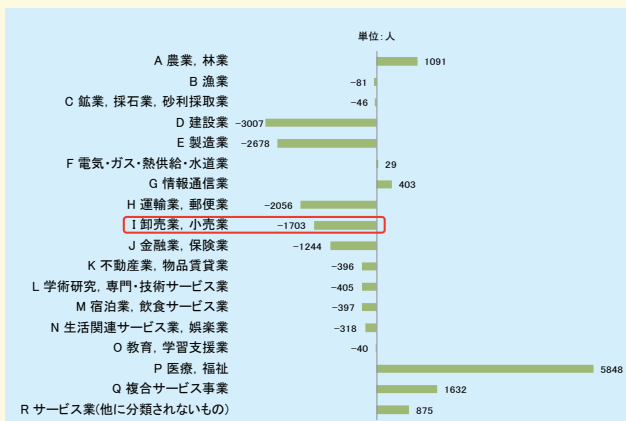 単位：人
A 農業，林業 1091
B 漁業 -81
C 鉱業，採石業，砂利採取業 -46
D 建設業 -3007
E 製造業 -2678
F 電気・ガス・熱供給・水道業 29
G 情報通信業 403
H 運輸業，郵便業 -2056
I 卸売業，小売業 -1703
J 金融業，保険業 -1244
K 不動産業，物品賃貸業 -396
L 学術研究，専門・技術サービス業 -405
M 宿泊業，飲食サービス業 -397
N 生活関連サービス業，娯楽業 -318
O 教育，学習支援業 -40
P 医療，福祉 5848
Q 複合サービス事業 1632
R サービス業(他に分類されないもの) 875